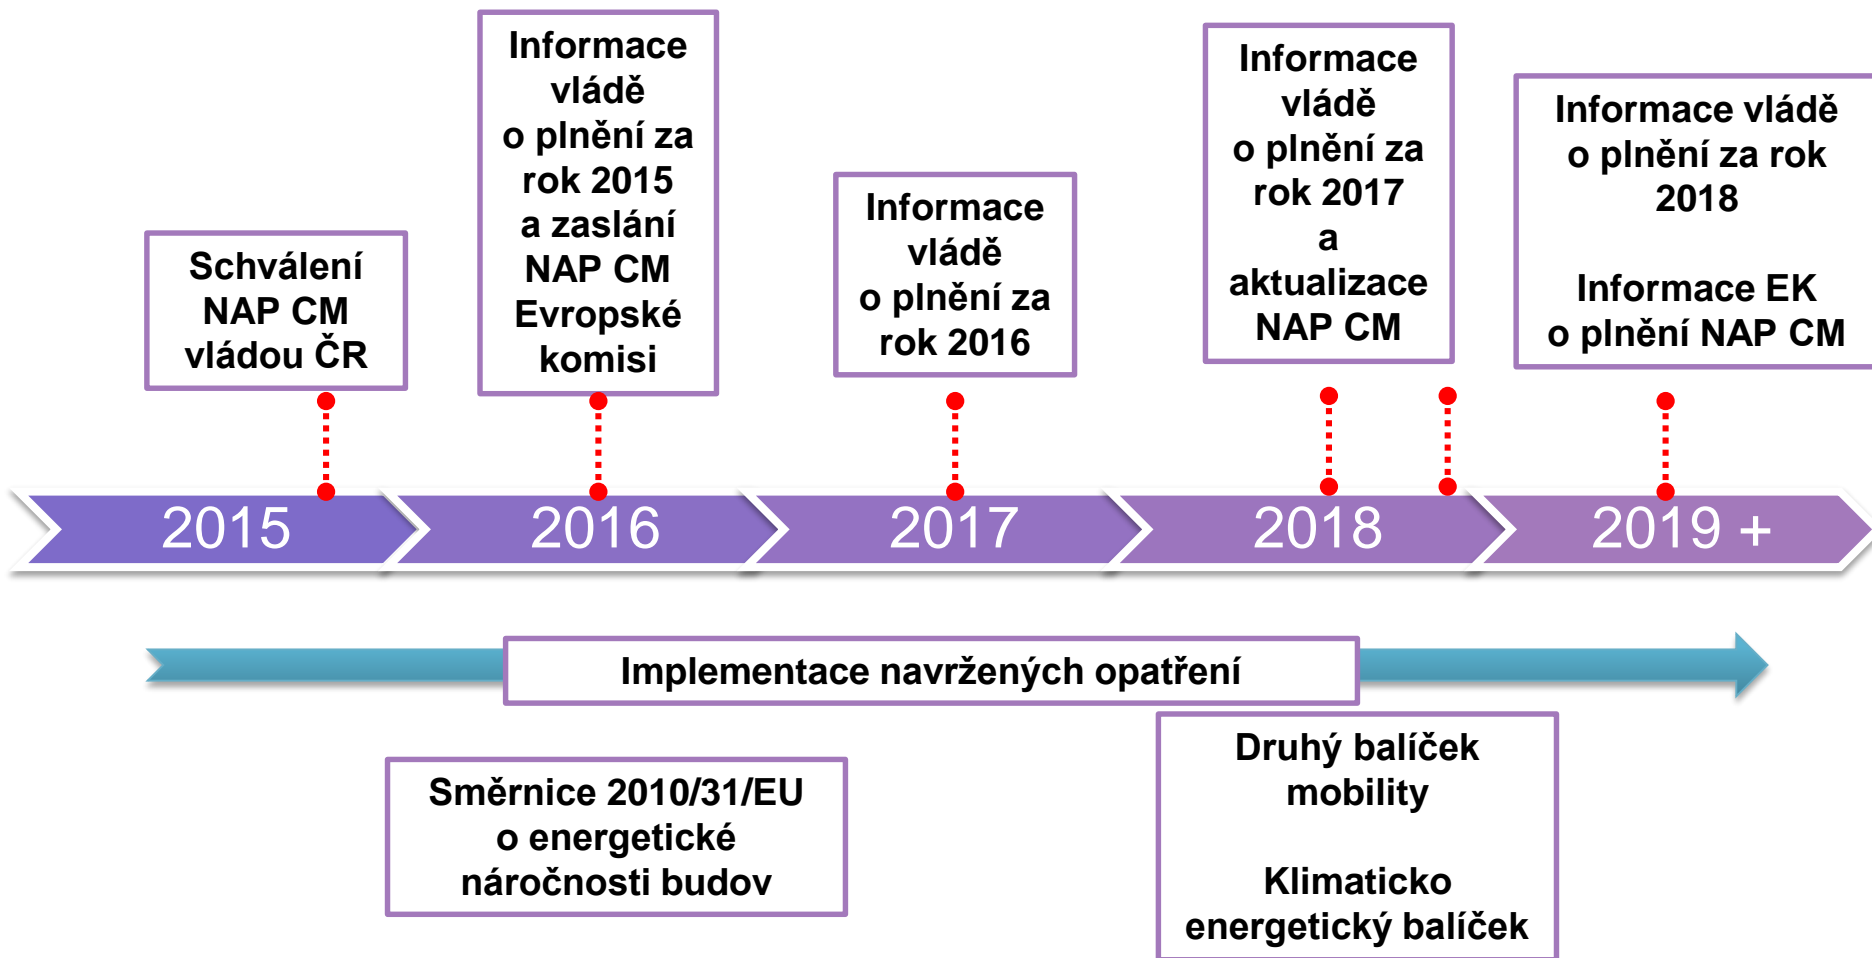 Schválení
NAP CM
vládou ČR
Informace
vládě
o plnění za
rok 2015
a zaslání
NAP CM
Evropské
komisi
Informace
vládě
o plnění za
rok 2016
Informace
vládě
o plnění za
rok 2017
a
aktualizace
NAP CM
Informace vládě
o plnění za rok
2018
Informace EK
o plnění NAP CM
2015
2016
2017
2018
2019 +
Implementace navržených opatření
Směrnice 2010/31/EU
o energetické
náročnosti budov
Druhý balíček
mobility
Klimaticko
energetický balíček